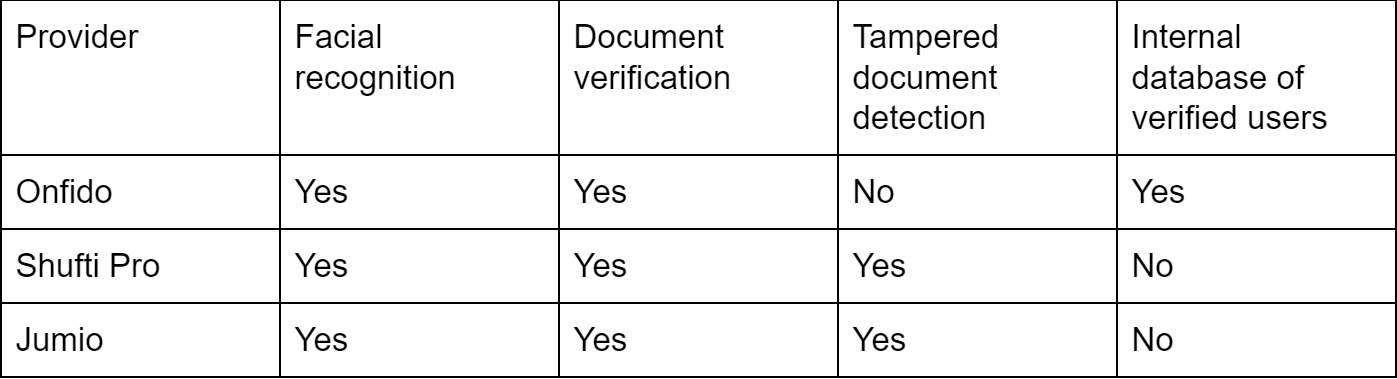 Provider
Facial
recognition
Document
verification
Tampered
document
detection
Internal
database of
verified users
Onfido
Yes
Yes
No
Yes
Shufti Pro
Yes
Yes
Yes
No
Jumio
Yes
Yes
Yes
No